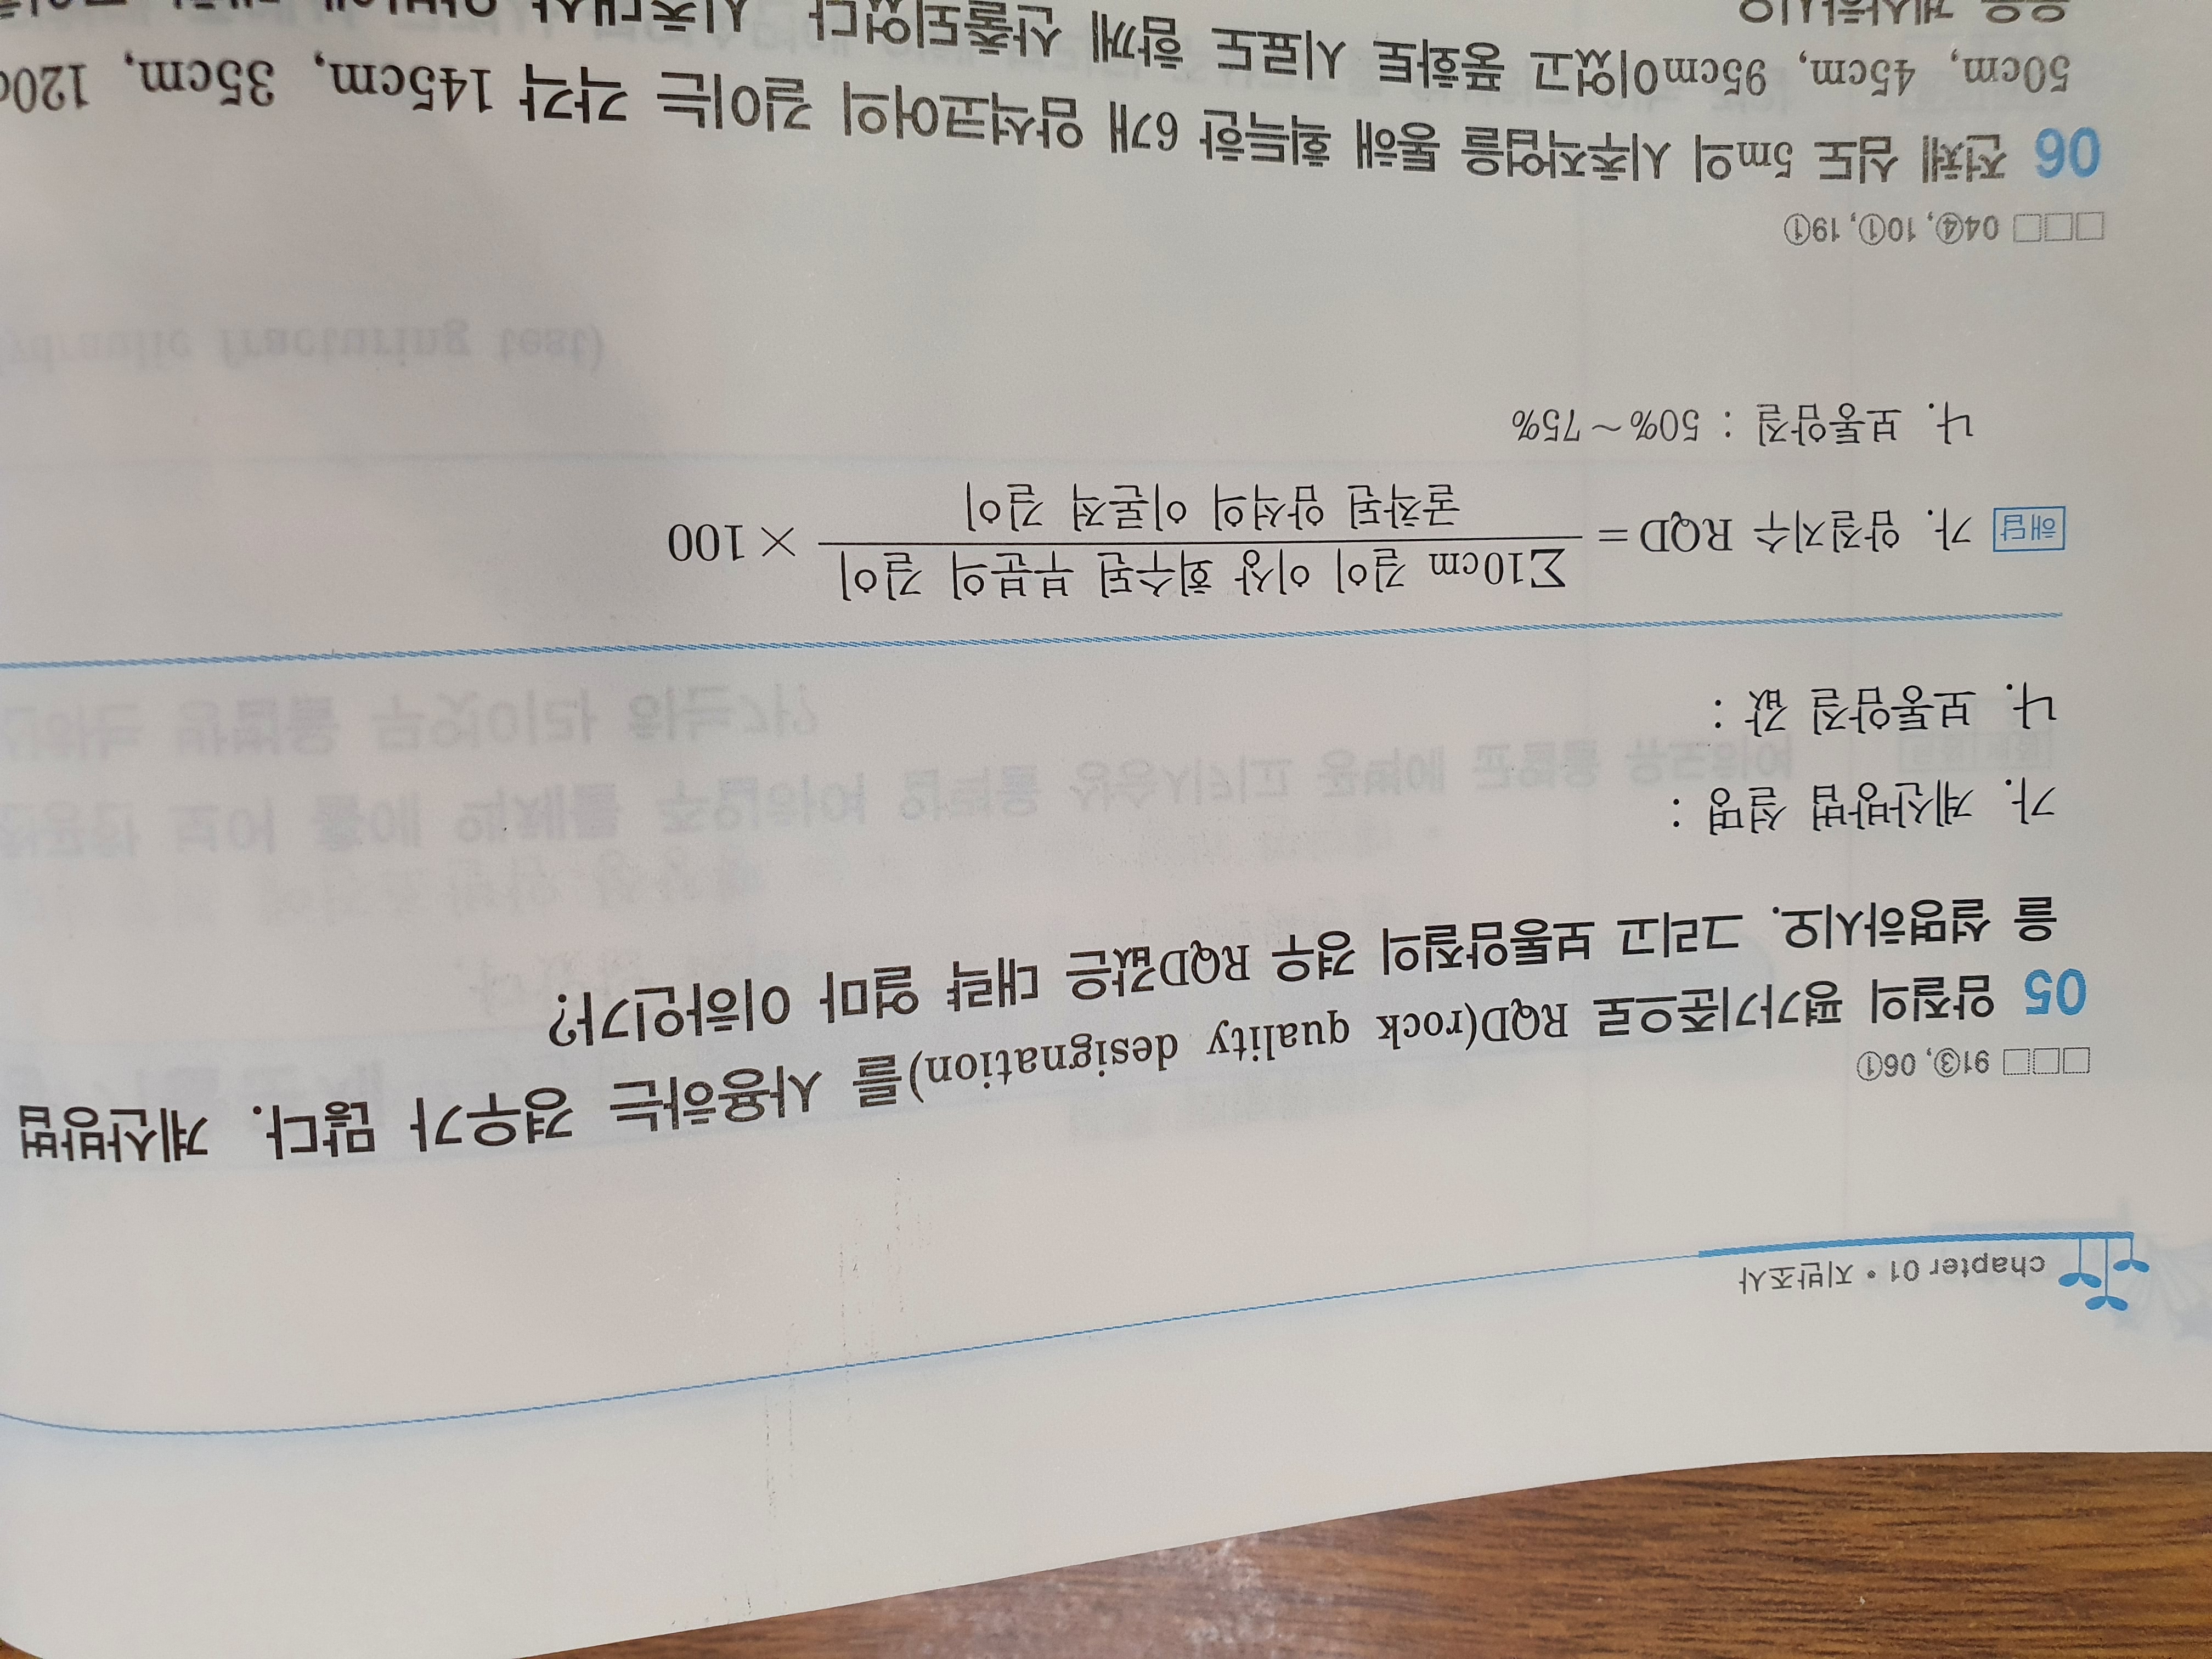 chapter 01 • 지반조사
□□□ 91③, 06①
05 암질의 평가기준으로 RQD(rock quality designation)를 사용하는 경우가 많다. 계산방법
을 설명하시오. 그리고 보통암질의 경우 RQD값은 대략 얼마 이하인가?
가. 계산방법 설명 :
나. 보통암질 값 :
해답 가. 암질지수 RQD = ∑10cm 길이 이상 회수된 부분의 길이 / 굴착된 암석의 이론적 길이 × 100
나. 보통암질 : 50% ~ 75%
□□□ 04④, 10①, 19①
06 전체 심도 5m의 시추작업을 통해 획득한 6개 암석코어의 길이는 각각 145cm, 35cm, 120
50cm, 45cm, 95cm이었고 풍화토 시료도 함께 산출되었다 시추대상